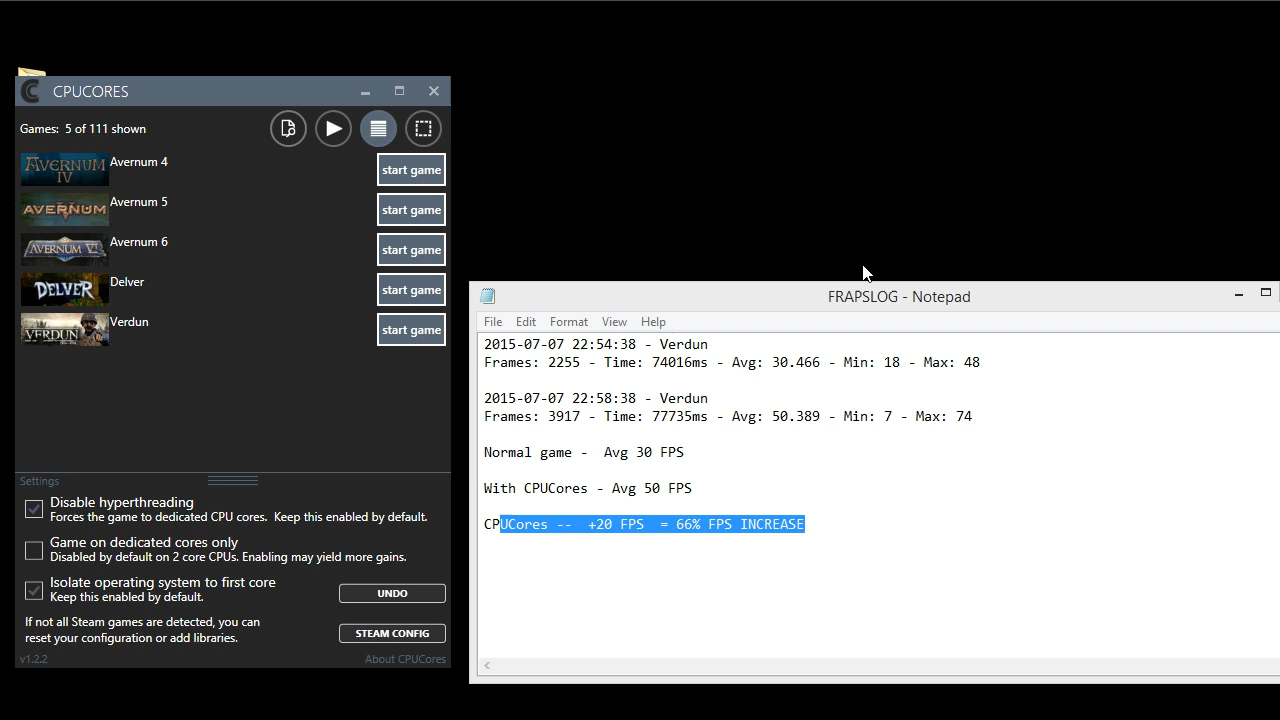 CPUCORES
Games: 5 of 111 shown
AVERNUM IV
Avernum 4
start game
AVERNUM
Avernum 5
start game
AVERNUM VI
Avernum 6
start game
DELVER
Delver
start game
VERDUN
Verdun
start game
Settings
Disable hyperthreading
Forces the game to dedicated CPU cores. Keep this enabled by default.
Game on dedicated cores only
Disabled by default on 2 core CPUs. Enabling may yield more gains.
Isolate operating system to first core
Keep this enabled by default.
UNDO
If not all Steam games are detected, you can
reset your configuration or add libraries.
STEAM CONFIG
v1.2.2
About CPUCores
FRAPSLOG - Notepad
File Edit Format View Help
2015-07-07 22:54:38 - Verdun
Frames: 2255 - Time: 74016ms - Avg: 30.466 - Min: 18 - Max: 48
2015-07-07 22:58:38 - Verdun
Frames: 3917 - Time: 77735ms - Avg: 50.389 - Min: 7 - Max: 74
Normal game - Avg 30 FPS
With CPUCores - Avg 50 FPS
CPUCores -- +20 FPS = 66% FPS INCREASE